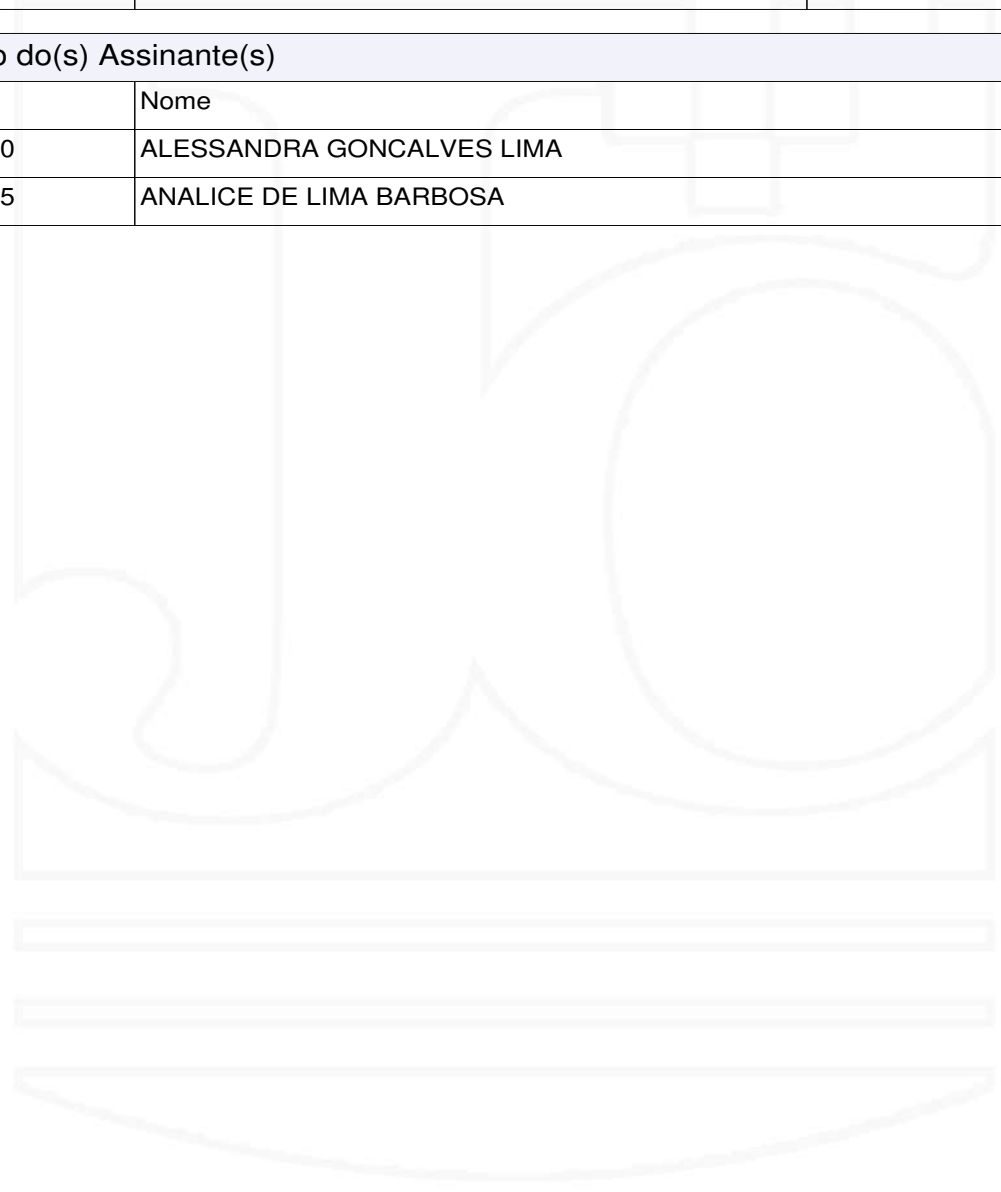 o do(s) Assinante(s)
Nome
0 ALESSANDRA GONCALVES LIMA
5 ANALICE DE LIMA BARBOSA